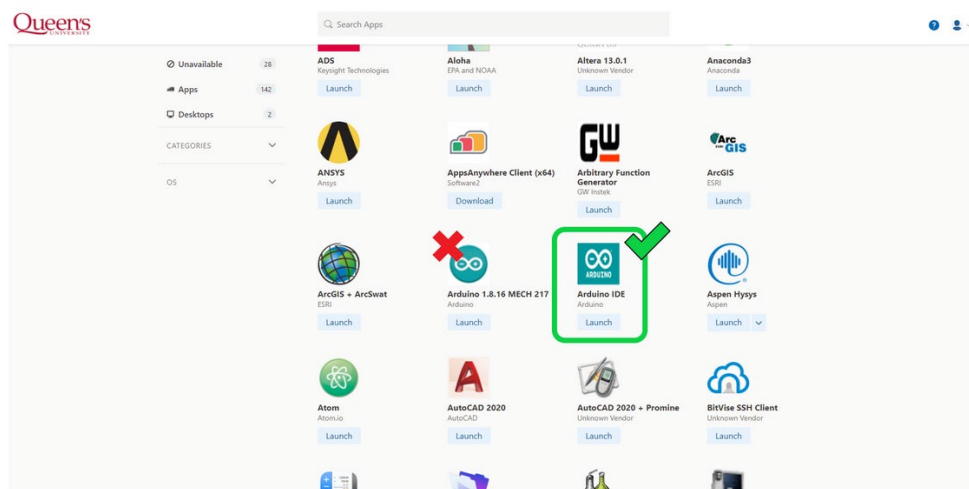 Queen's
UNIVERSITY
Search Apps
Unavailable 28
Apps 142
Desktops 2
CATEGORIES
OS
ADS
Keysight Technologies
Launch
Aloha
EPA and NOAA
Launch
Altera 13.0.1
Unknown Vendor
Launch
Anaconda3
Anaconda
Launch
ANSYS
Ansys
Launch
AppsAnywhere Client (x64)
Software2
Download
GW
Arbitrary Function
Generator
GW Instek
Launch
Arc
GIS
ArcGIS
ESRI
Launch
ArcGIS + ArcSwat
ESRI
Launch
Arduino 1.8.16 MECH 217
Arduino
Launch
ARDUINO
Arduino IDE
Arduino
Launch
Aspen Hysys
Aspen
Launch
Atom
Atom.io
Launch
AutoCAD 2020
AutoCAD
Launch
AutoCAD 2020 + Promine
Unknown Vendor
Launch
BitVise SSH Client
Unknown Vendor
Launch